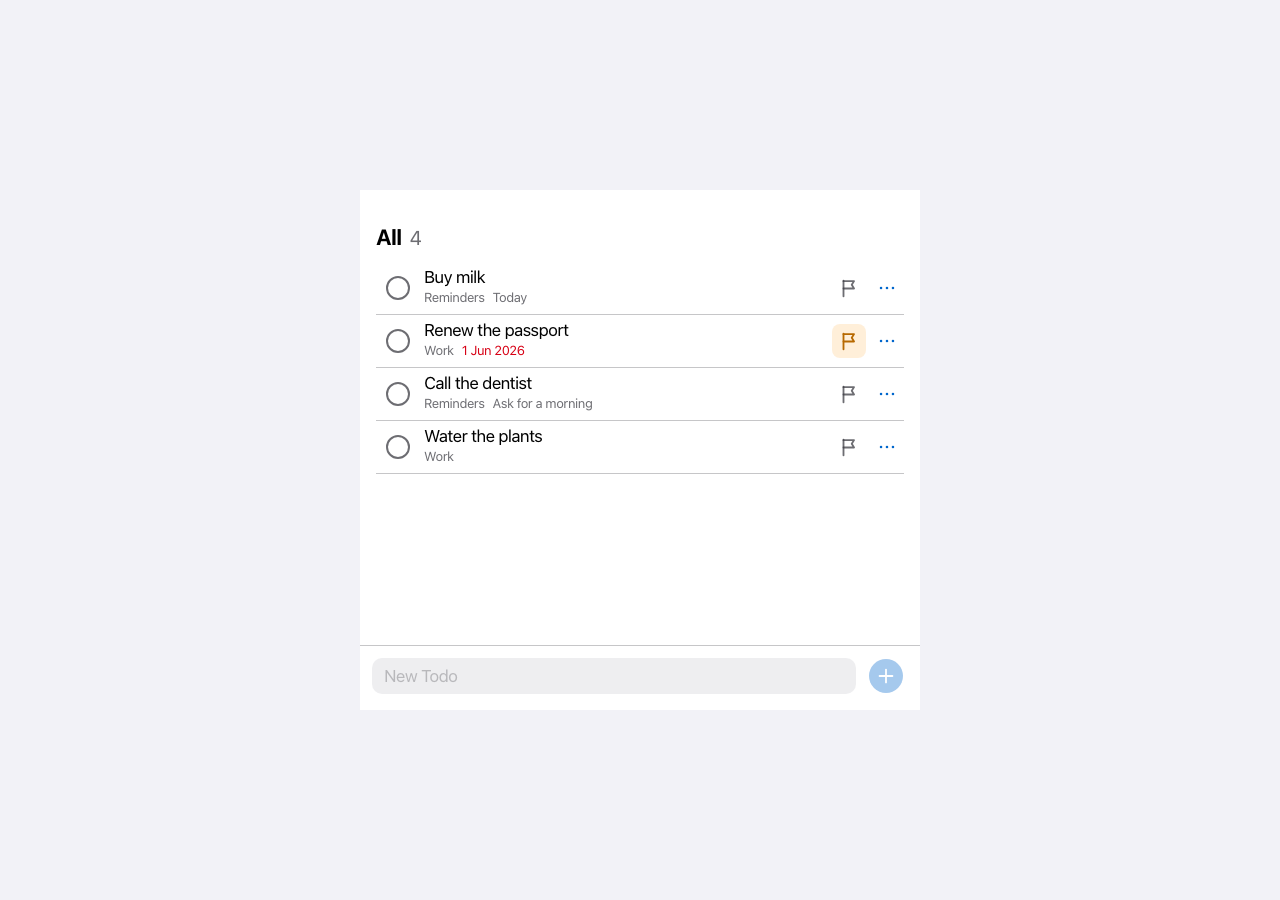 All 4
Buy milk
Reminders Today
Renew the passport
Work 1 Jun 2026
Call the dentist
Reminders Ask for a morning
Water the plants
Work
New Todo